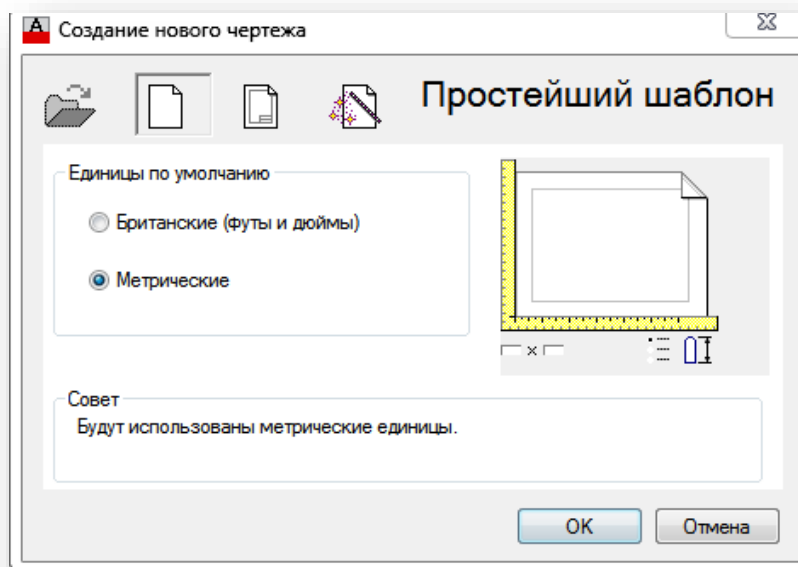 A Создание нового чертежа
Простейший шаблон
Единицы по умолчанию
Британские (футы и дюймы)
Метрические
Совет
Будут использованы метрические единицы.
OK
Отмена